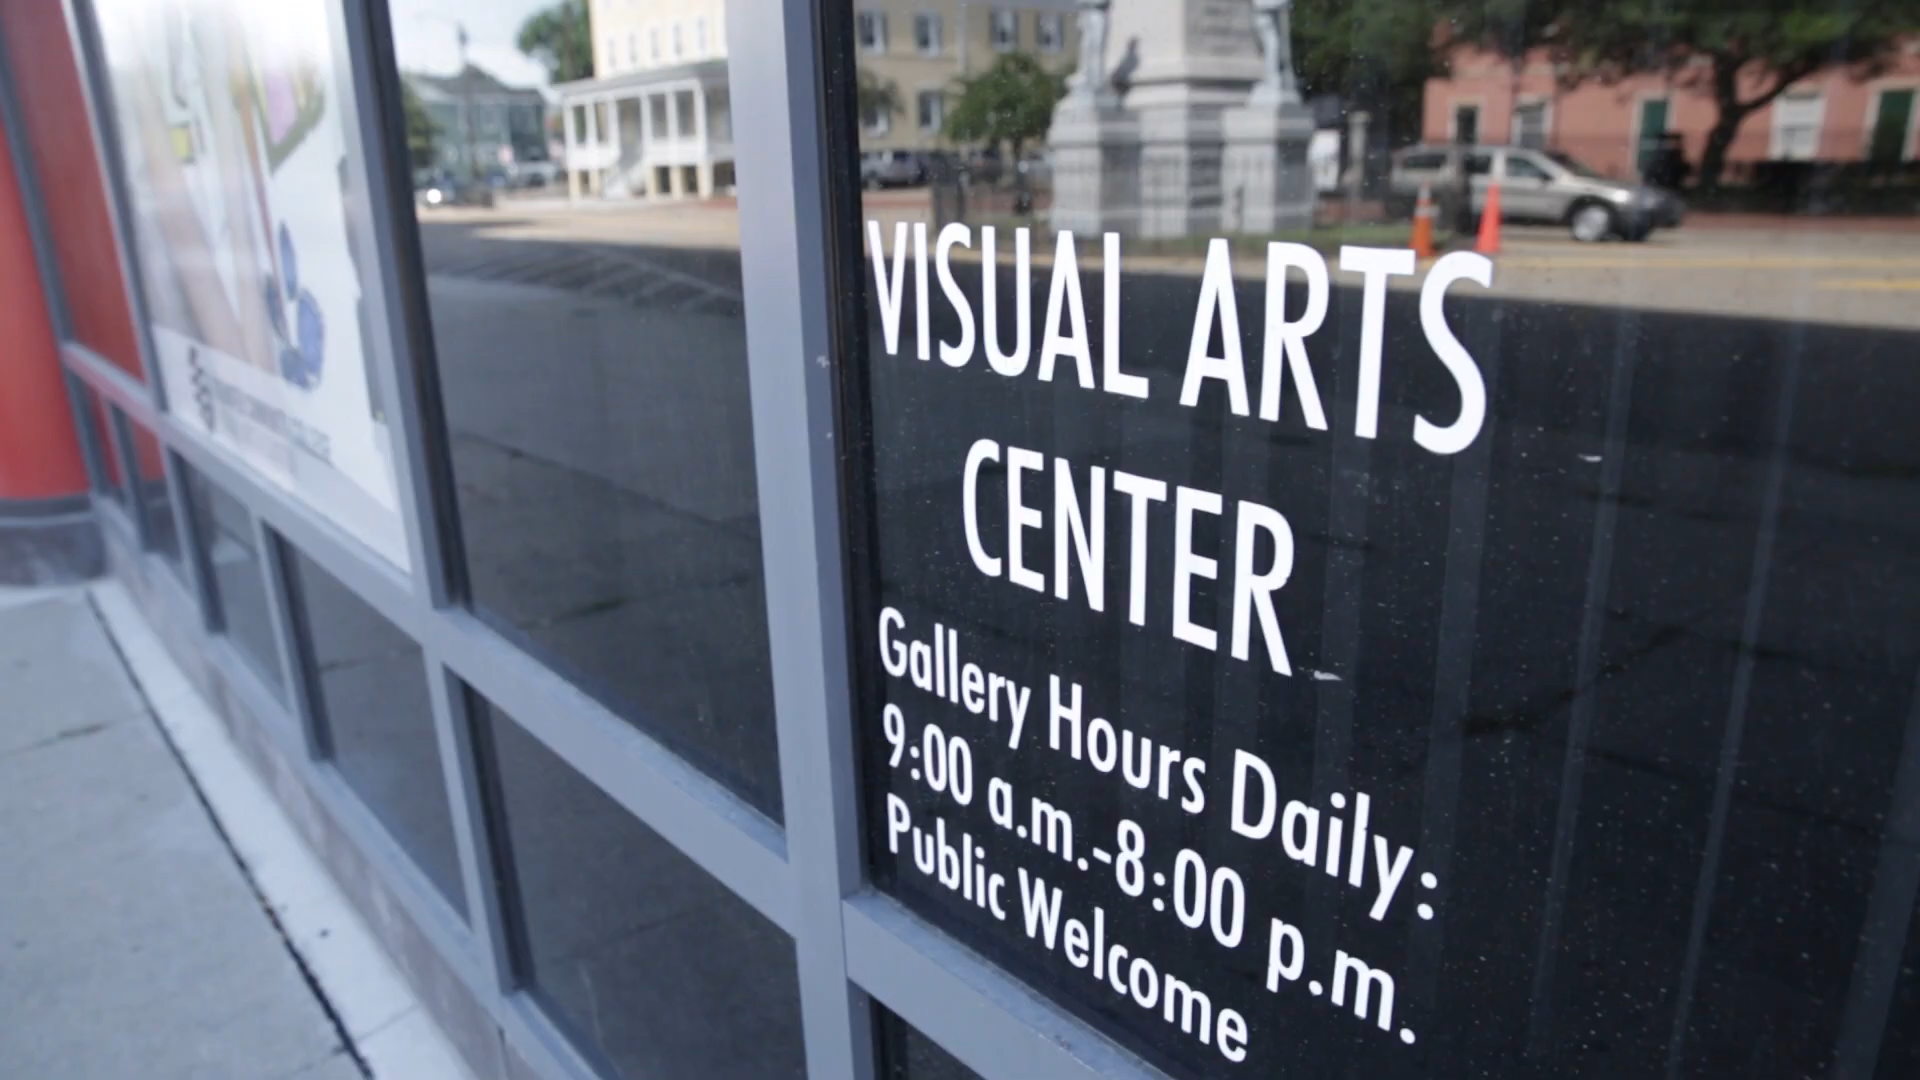 VISUAL ARTS
CENTER
Gallery Hours Daily:
9:00 a.m.-8:00 p.m.
Public Welcome